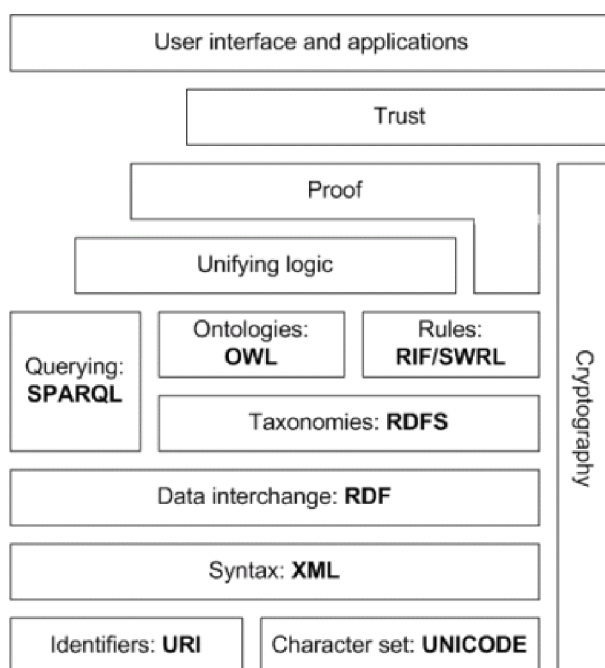 User interface and applications
Trust
Proof
Unifying logic
Querying:
SPARQL
Ontologies:
OWL
Rules:
RIF/SWRL
Taxonomies: RDFS
Data interchange: RDF
Syntax: XML
Identifiers: URI
Character set: UNICODE
Cryptography